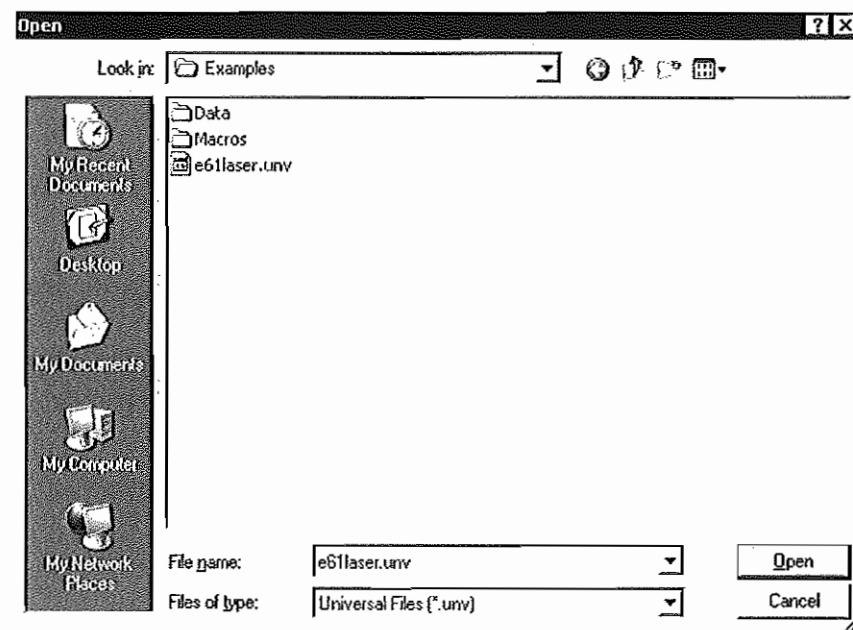 Open
Look in: Examples
Data
Macros
e61laser.unv
My Recent
Documents
Desktop
My Documents
My Computer
My Network
Places
File name: e61laser.unv Open
Files of type: Universal Files (*.unv) Cancel